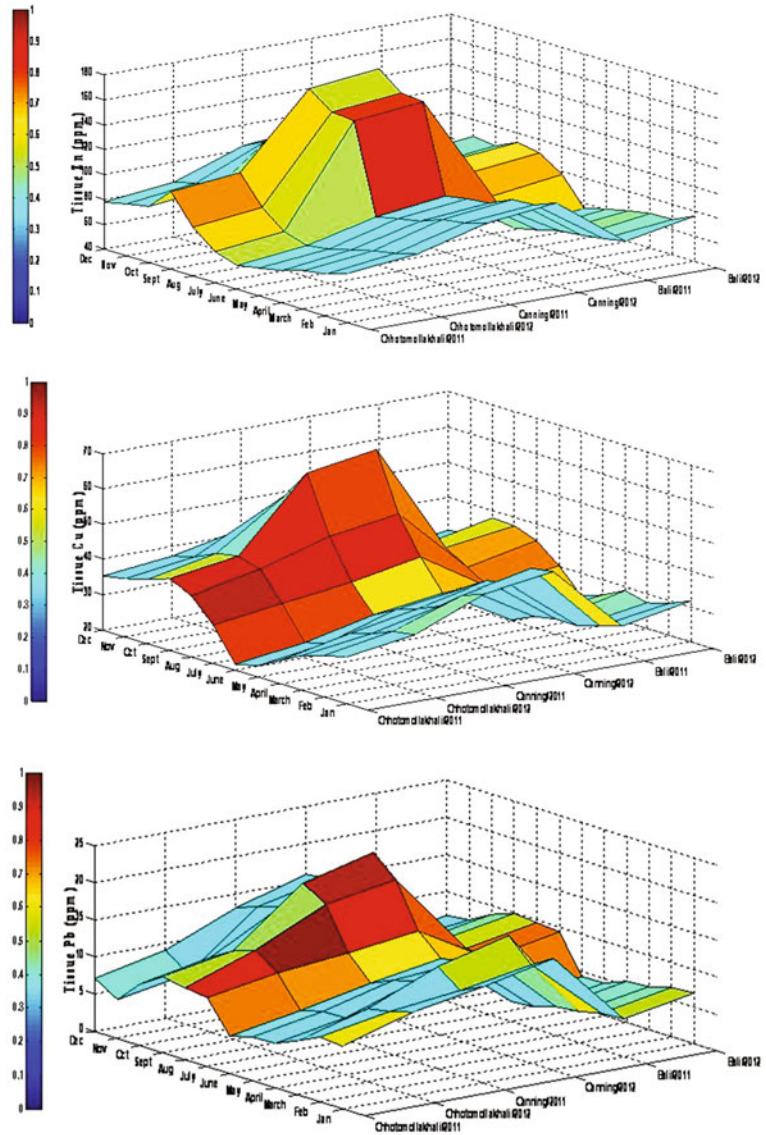 1
0.9
0.8
0.7
0.6
0.5
0.4
0.3
0.2
0.1
0
Tissue Zn (ppm)
180
160
140
120
100
80
60
40
Dec
Nov
Oct
Sept
Aug
July
June
May
April
March
Feb
Jan
Chhotomollakhali2011
Chhotomollakhali2012
Canning2011
Canning2012
Bali2011
Bali2012
1
0.9
0.8
0.7
0.6
0.5
0.4
0.3
0.2
0.1
0
Tissue Cu (ppm)
70
60
50
40
30
20
Dec
Nov
Oct
Sept
Aug
July
June
May
April
March
Feb
Jan
Chhotomollakhali2011
Chhotomollakhali2012
Canning2011
Canning2012
Bali2011
Bali2012
1
0.9
0.8
0.7
0.6
0.5
0.4
0.3
0.2
0.1
0
Tissue Pb (ppm)
25
20
15
10
5
0
Dec
Nov
Oct
Sept
Aug
July
June
May
April
March
Feb
Jan
Chhotomollakhali2011
Chhotomollakhali2012
Canning2011
Canning2012
Bali2011
Bali2012